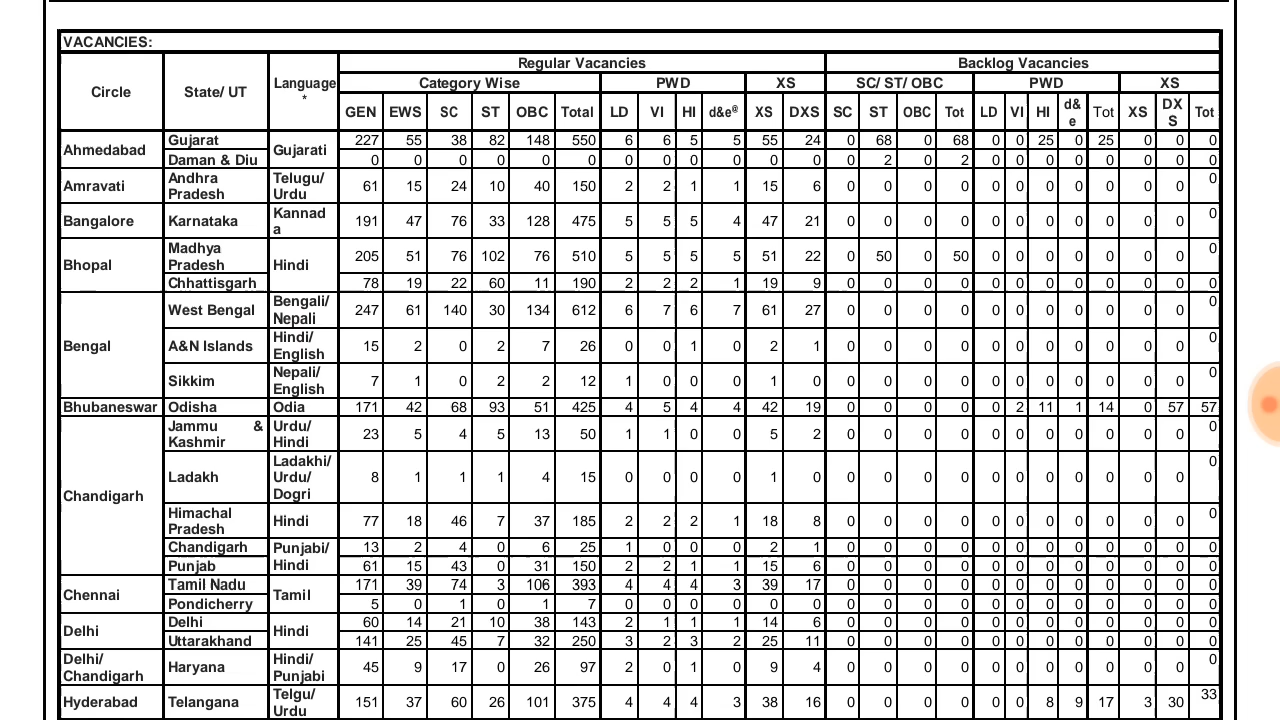 VACANCIES:
Circle State/ UT Language * Regular Vacancies Backlog Vacancies
Category Wise PWD XS SC/ ST/ OBC PWD XS
GEN EWS SC ST OBC Total LD VI HI d&e@ XS DXS SC ST OBC Tot LD VI HI d& e Tot XS DX S Tot
Ahmedabad Gujarat Gujarati 227 55 38 82 148 550 6 6 5 5 55 24 0 68 0 68 0 0 25 0 25 0 0 0
Daman & Diu 0 0 0 0 0 0 0 0 0 0 0 0 0 2 0 2 0 0 0 0 0 0 0 0
Amravati Andhra Pradesh Telugu/ Urdu 61 15 24 10 40 150 2 2 1 1 15 6 0 0 0 0 0 0 0 0 0 0 0 0
Bangalore Karnataka Kannad a 191 47 76 33 128 475 5 5 5 4 47 21 0 0 0 0 0 0 0 0 0 0 0 0
Bhopal Madhya Pradesh Hindi 205 51 76 102 76 510 5 5 5 5 51 22 0 50 0 50 0 0 0 0 0 0 0 0
Chhattisgarh 78 19 22 60 11 190 2 2 2 1 19 9 0 0 0 0 0 0 0 0 0 0 0 0
Bengal West Bengal Bengali/ Nepali 247 61 140 30 134 612 6 7 6 7 61 27 0 0 0 0 0 0 0 0 0 0 0 0
A&N Islands Hindi/ English 15 2 0 2 7 26 0 0 1 0 2 1 0 0 0 0 0 0 0 0 0 0 0 0
Sikkim Nepali/ English 7 1 0 2 2 12 1 0 0 0 1 0 0 0 0 0 0 0 0 0 0 0 0 0
Bhubaneswar Odisha Odia 171 42 68 93 51 425 4 5 4 4 42 19 0 0 0 0 0 2 11 1 14 0 57 57
Chandigarh Jammu & Kashmir Urdu/ Hindi 23 5 4 5 13 50 1 1 0 0 5 2 0 0 0 0 0 0 0 0 0 0 0 0
Ladakh Ladakhi/ Urdu/ Dogri 8 1 1 1 4 15 0 0 0 0 1 0 0 0 0 0 0 0 0 0 0 0 0 0
Himachal Pradesh Hindi 77 18 46 7 37 185 2 2 2 1 18 8 0 0 0 0 0 0 0 0 0 0 0 0
Chandigarh Punjabi/ Hindi 13 2 4 0 6 25 1 0 0 0 2 1 0 0 0 0 0 0 0 0 0 0 0 0
Punjab 61 15 43 0 31 150 2 2 1 1 15 6 0 0 0 0 0 0 0 0 0 0 0 0
Chennai Tamil Nadu Tamil 171 39 74 3 106 393 4 4 4 3 39 17 0 0 0 0 0 0 0 0 0 0 0 0
Pondicherry 5 0 1 0 1 7 0 0 0 0 0 0 0 0 0 0 0 0 0 0 0 0 0 0
Delhi Delhi Hindi 60 14 21 10 38 143 2 1 1 1 14 6 0 0 0 0 0 0 0 0 0 0 0 0
Uttarakhand 141 25 45 7 32 250 3 2 3 2 25 11 0 0 0 0 0 0 0 0 0 0 0 0
Delhi/ Chandigarh Haryana Hindi/ Punjabi 45 9 17 0 26 97 2 0 1 0 9 4 0 0 0 0 0 0 0 0 0 0 0 0
Hyderabad Telangana Telgu/ Urdu 151 37 60 26 101 375 4 4 4 3 38 16 0 0 0 0 0 0 8 9 17 3 30 33